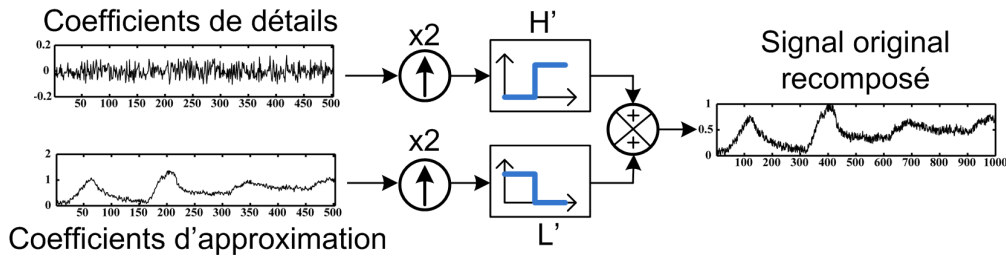 Coefficients de détails
0.2
0
-0.2
50 100 150 200 250 300 350 400 450 500
x2
H'
Signal original
recomposé
1
0.5
0
100 200 300 400 500 600 700 800 900 1000
+
+
x2
2
1
0
50 100 150 200 250 300 350 400 450 500
L'
Coefficients d'approximation